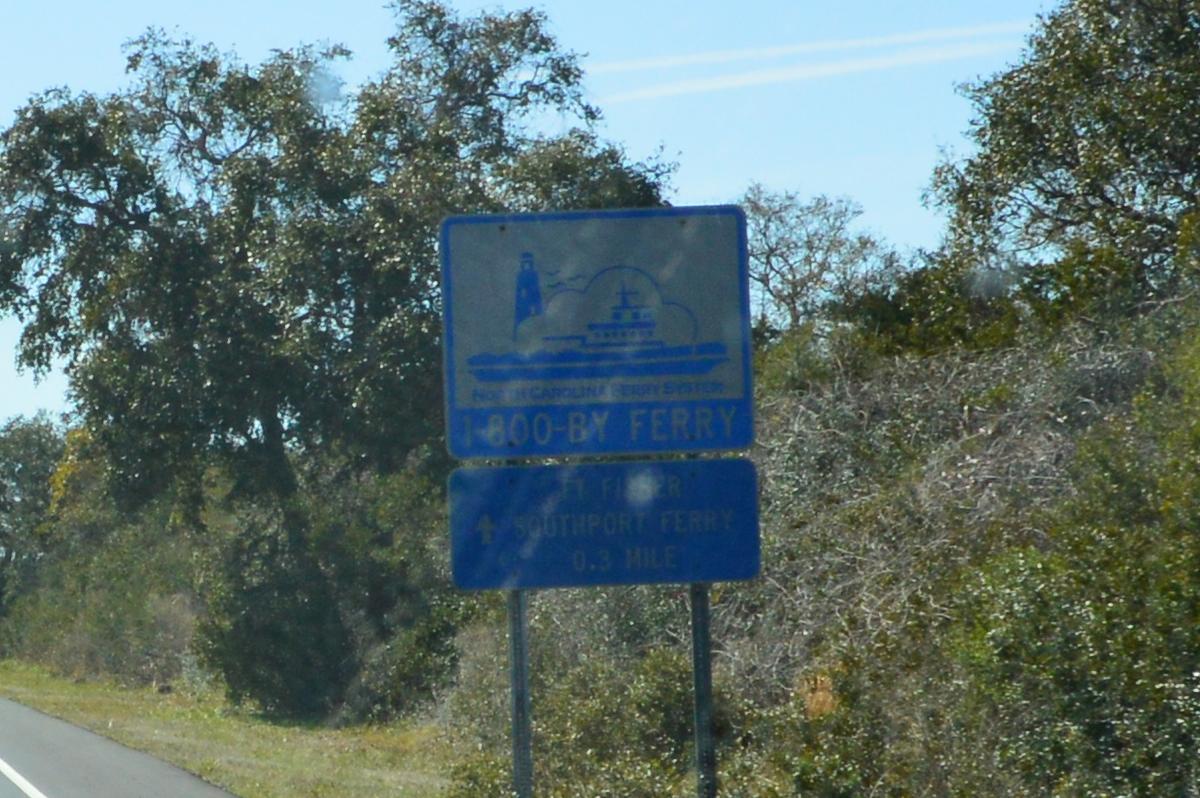 NORTH CAROLINA FERRY SYSTEM
1-800-BY FERRY
FT FISHER
SOUTHPORT FERRY
0.3 MILE